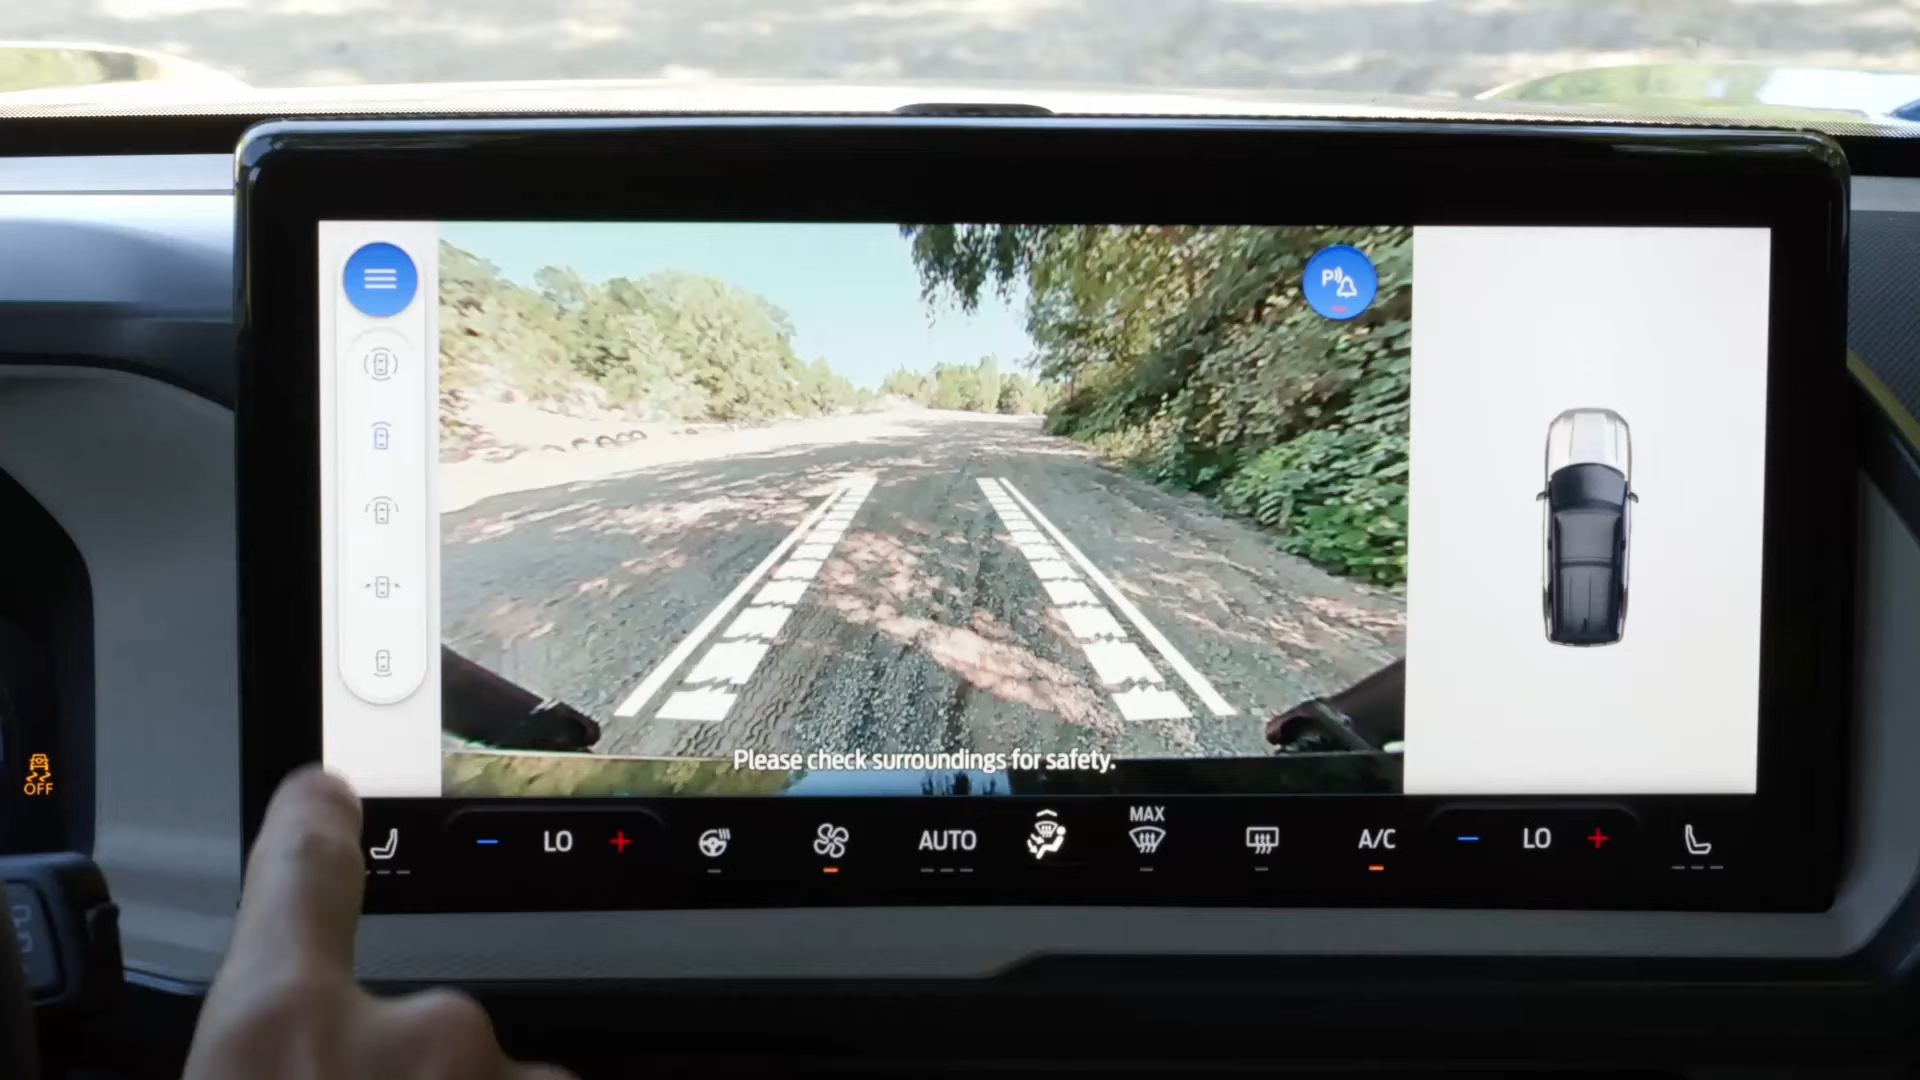 P
Please check surroundings for safety.
OFF
MAX
LO
AUTO
A/C
LO